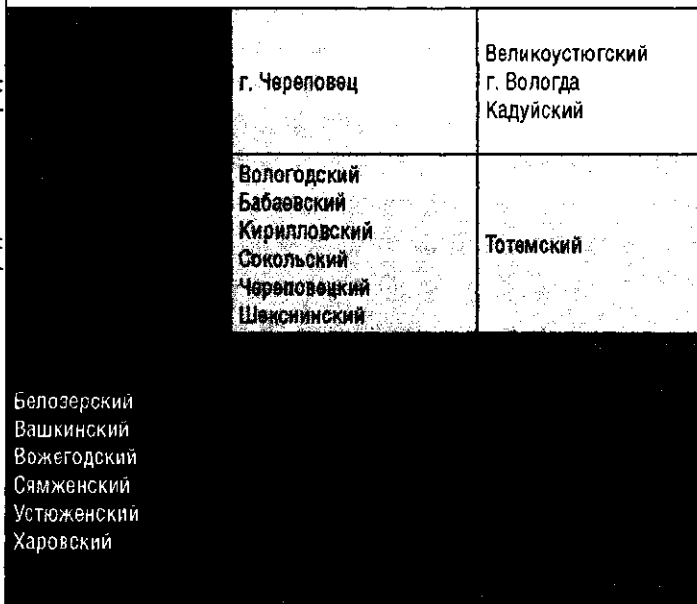 г. Череповец
Великоустюгский
г. Вологда
Кадуйский
Вологодский
Бабаевский
Кирилловский
Сокольский
Череповецкий
Шекснинский
Тотемский
Белозерский
Вашкинский
Вожегодский
Сямженский
Устюженский
Харовский